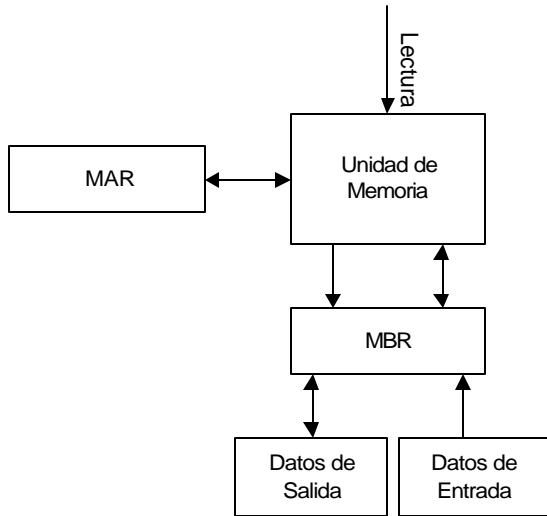 Lectura
Unidad de
Memoria
MAR
MBR
Datos de
Salida
Datos de
Entrada